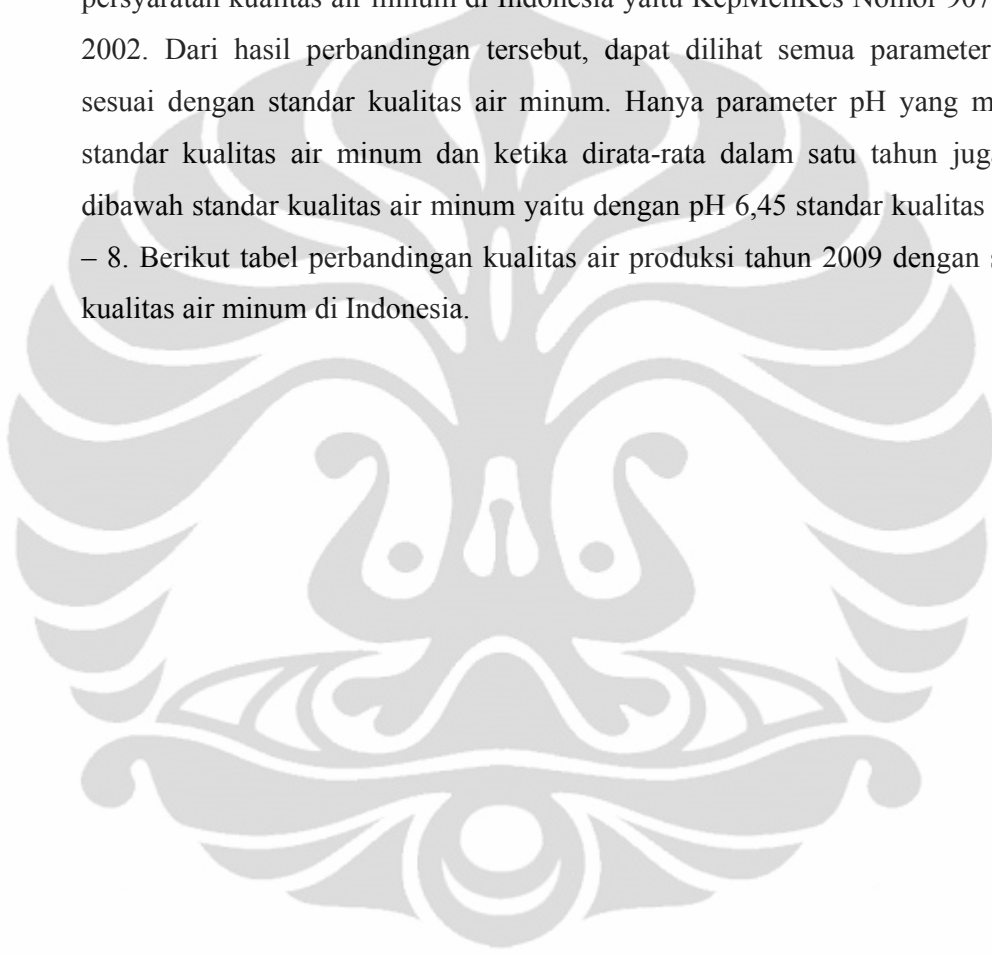 persyaratan kualitas air minum di Indonesia yaitu KepMenKes Nomor 907
2002. Dari hasil perbandingan tersebut, dapat dilihat semua parameter
sesuai dengan standar kualitas air minum. Hanya parameter pH yang m
standar kualitas air minum dan ketika dirata-rata dalam satu tahun juga
dibawah standar kualitas air minum yaitu dengan pH 6,45 standar kualitas
– 8. Berikut tabel perbandingan kualitas air produksi tahun 2009 dengan s
kualitas air minum di Indonesia.